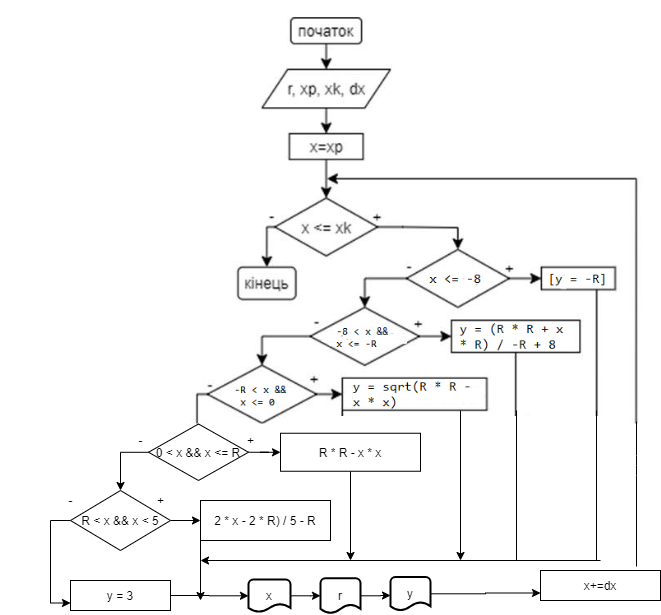 початок
r, xp, xk, dx
x=xp
-
+
x <= xk
кінець
-
+
x <= -8
[y = -R]
-
+
-8 < x &&
x <= -R
y = (R * R + x
* R) / -R + 8
-
+
-R < x &&
x <= 0
y = sqrt(R * R -
x * x)
-
+
0 < x && x <= R
R * R - x * x
-
+
R < x && x < 5
2 * x - 2 * R) / 5 - R
y = 3
x
r
y
x+=dx